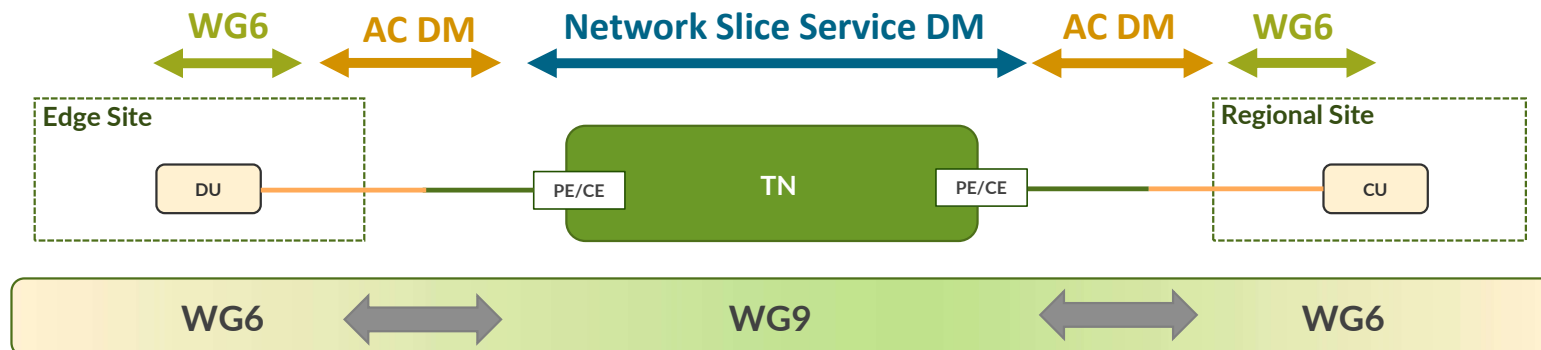 WG6
AC DM
Network Slice Service DM
AC DM
WG6
Edge Site
Regional Site
DU
PE/CE
TN
PE/CE
CU
WG6
WG9
WG6